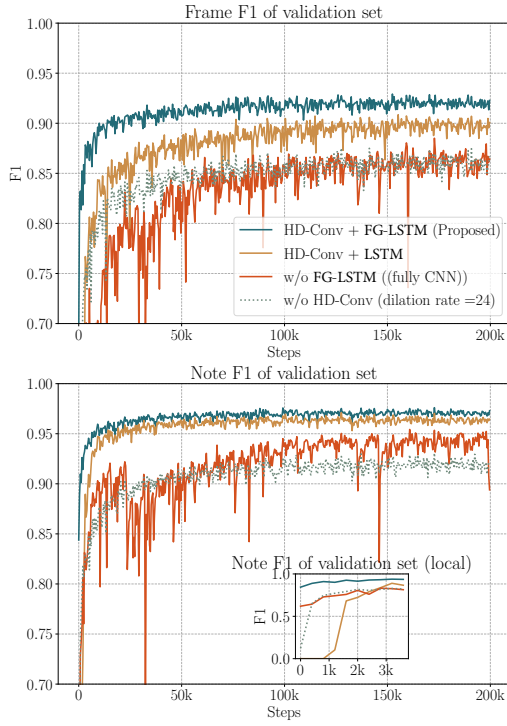 Frame F1 of validation set
1.00
0.95
0.90
0.85
0.80
0.75
0.70
F1
HD-Conv + FG-LSTM (Proposed)
HD-Conv + LSTM
w/o FG-LSTM ((fully CNN))
w/o HD-Conv (dilation rate =24)
0 50k 100k 150k 200k
Steps
Note F1 of validation set
1.00
0.95
0.90
0.85
0.80
0.75
0.70
Note F1 of validation set (local)
1.0
0.5
0.0
F1
0 1k 2k 3k
0 50k 100k 150k 200k
Steps